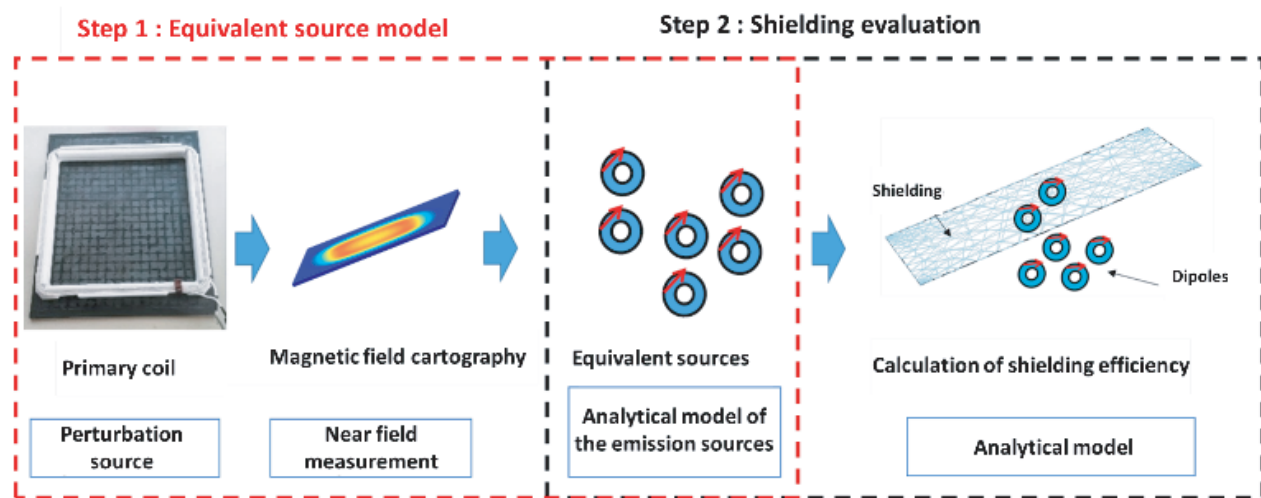 Step 1 : Equivalent source model
Step 2 : Shielding evaluation
Shielding
Dipoles
Primary coil
Magnetic field cartography
Equivalent sources
Calculation of shielding efficiency
Perturbation
source
Near field
measurement
Analytical model of
the emission sources
Analytical model